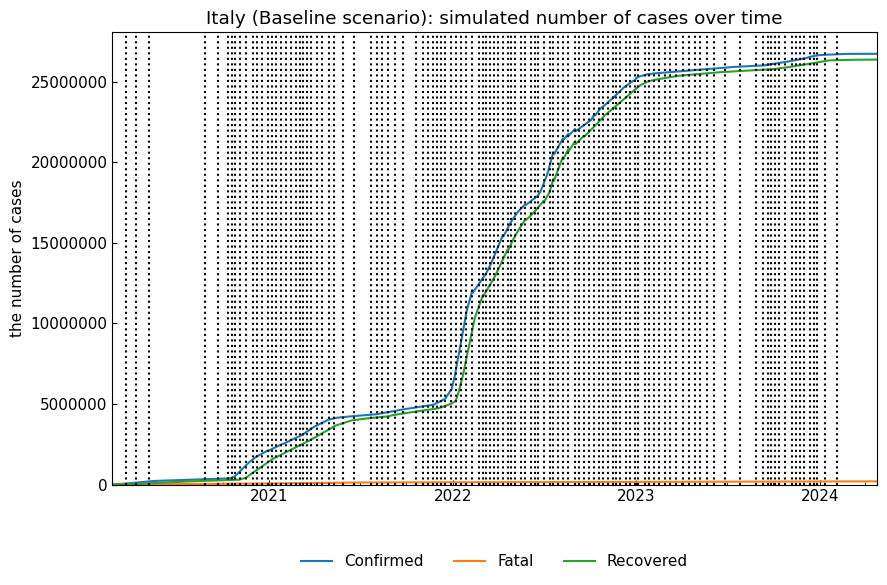 Italy (Baseline scenario): simulated number of cases over time
the number of cases
25000000
20000000
15000000
10000000
5000000
0
2021 2022 2023 2024
Confirmed Fatal Recovered